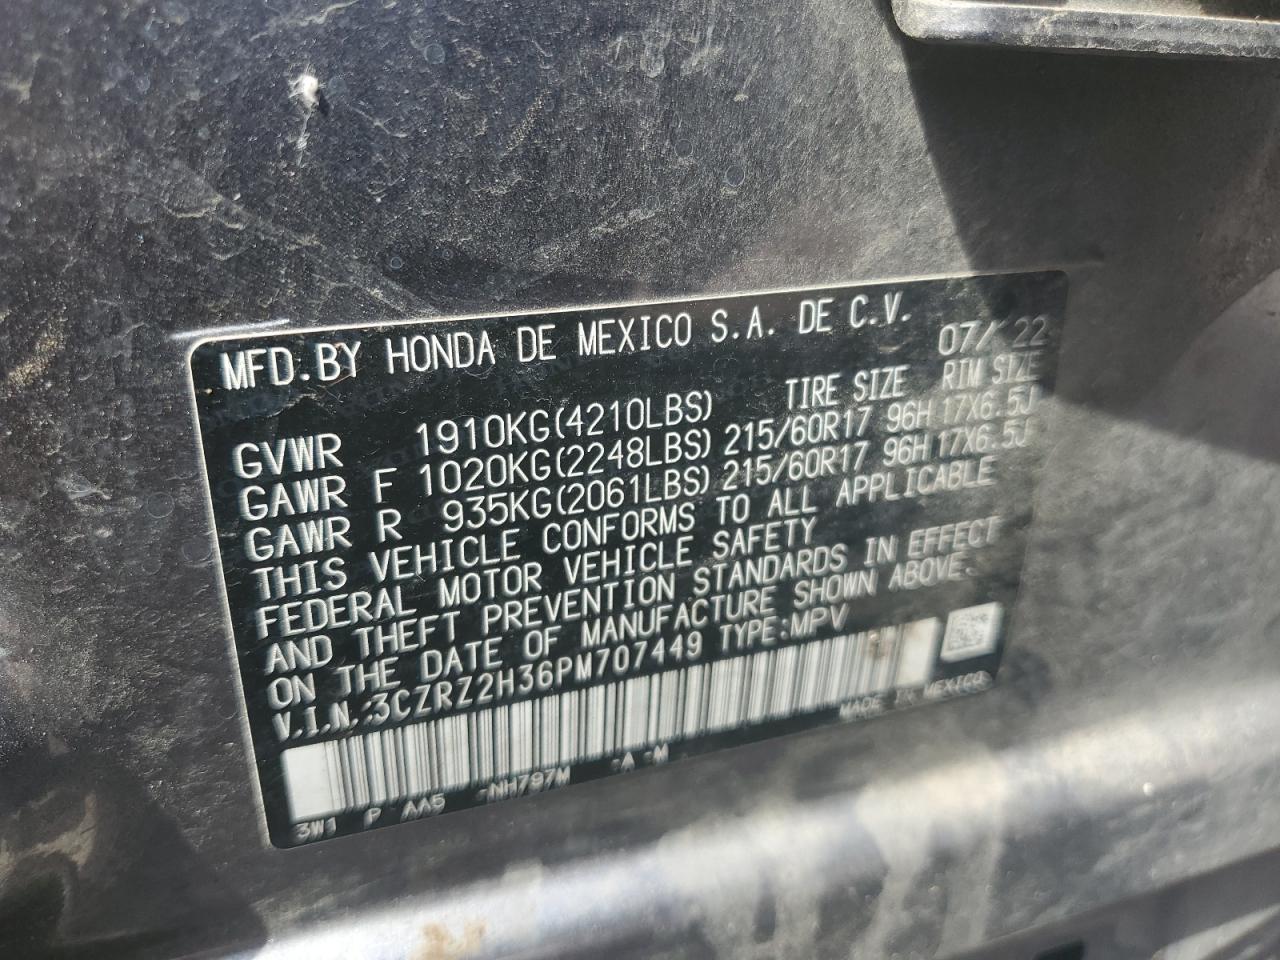 MFD. BY HONDA DE MEXICO S.A. DE C.V.
07/ 22
TIRE SIZE RIM SIZE
GVWR 1910KG(4210LBS)
GAWR F 1020KG(2248LBS) 215/60R17 96H 17X6.5J
GAWR R 935KG(2061LBS) 215/60R17 96H 17X6.5J
THIS VEHICLE CONFORMS TO ALL APPLICABLE
FEDERAL MOTOR VEHICLE SAFETY
AND THEFT PREVENTION STANDARDS IN EFFECT
ON THE DATE OF MANUFACTURE SHOWN ABOVE.
V.I.N.:3CZRZ2H36PM707449 TYPE:MPV
MADE IN MEXICO
3W1 P AA5 -NH797M -A -M